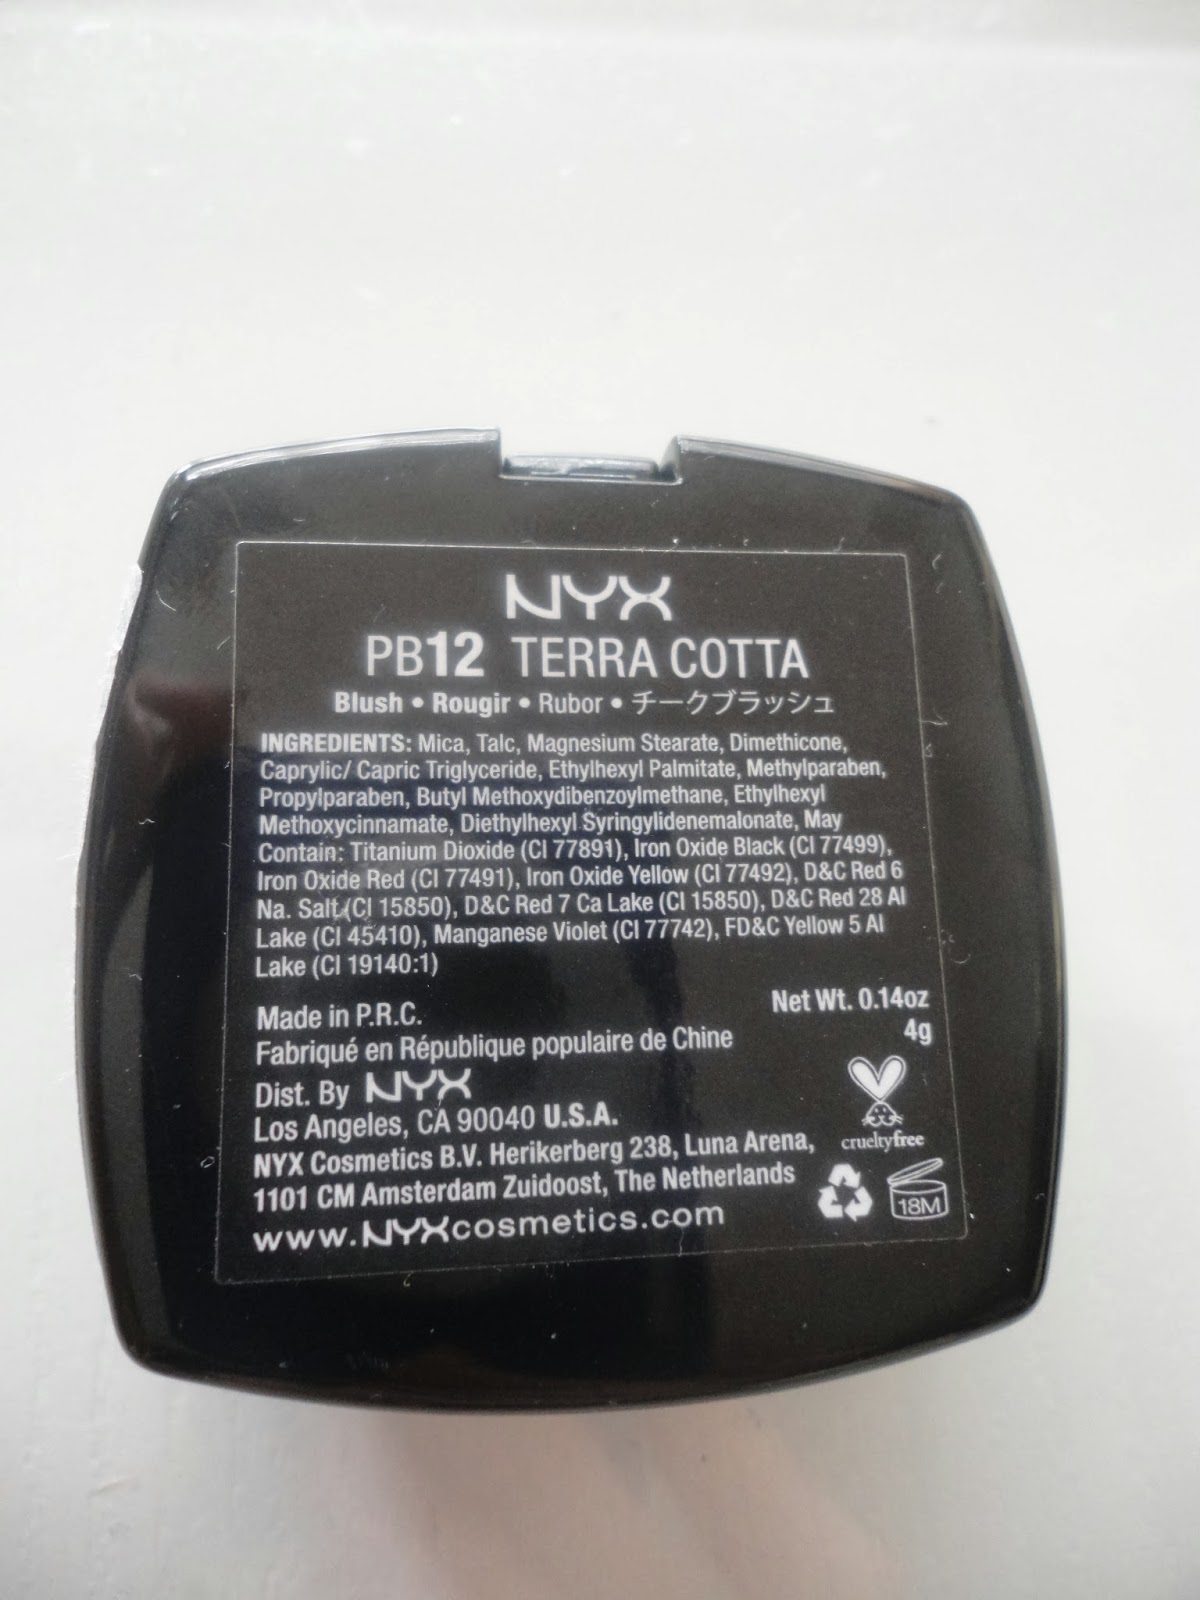 NYX
PB12 TERRA COTTA
Blush • Rougir • Rubor • チークブラッシュ
INGREDIENTS: Mica, Talc, Magnesium Stearate, Dimethicone,
Caprylic/ Capric Triglyceride, Ethylhexyl Palmitate, Methylparaben,
Propylparaben, Butyl Methoxydibenzoylmethane, Ethylhexyl
Methoxycinnamate, Diethylhexyl Syringylidenemalonate, May
Contain: Titanium Dioxide (CI 77891), Iron Oxide Black (CI 77499),
Iron Oxide Red (CI 77491), Iron Oxide Yellow (CI 77492), D&C Red 6
Na. Salt (CI 15850), D&C Red 7 Ca Lake (CI 15850), D&C Red 28 Al
Lake (CI 45410), Manganese Violet (CI 77742), FD&C Yellow 5 Al
Lake (CI 19140:1)
Net Wt. 0.14oz
4g
Made in P.R.C.
Fabriqué en République populaire de Chine
Dist. By NYX
Los Angeles, CA 90040 U.S.A.
NYX Cosmetics B.V. Herikerberg 238, Luna Arena,
1101 CM Amsterdam Zuidoost, The Netherlands
www.NYXcosmetics.com
crueltyfree
18M